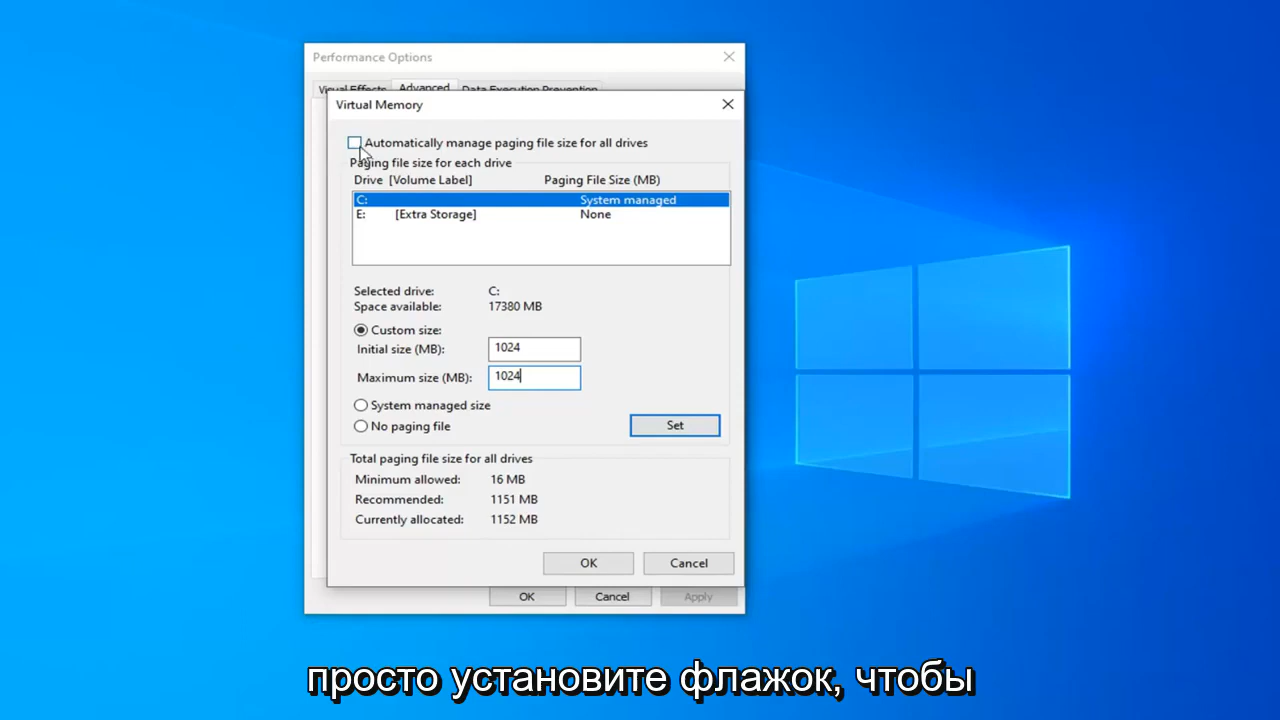 Performance Options
Visual Effects Advanced Data Execution Prevention
Virtual Memory
Automatically manage paging file size for all drives
Paging file size for each drive
Drive [Volume Label] Paging File Size (MB)
C: System managed
E: [Extra Storage] None
Selected drive: C:
Space available: 17380 MB
Custom size:
Initial size (MB): 1024
Maximum size (MB): 1024
System managed size
No paging file Set
Total paging file size for all drives
Minimum allowed: 16 MB
Recommended: 1151 MB
Currently allocated: 1152 MB
OK Cancel
OK Cancel Apply
просто установите флажок, чтобы